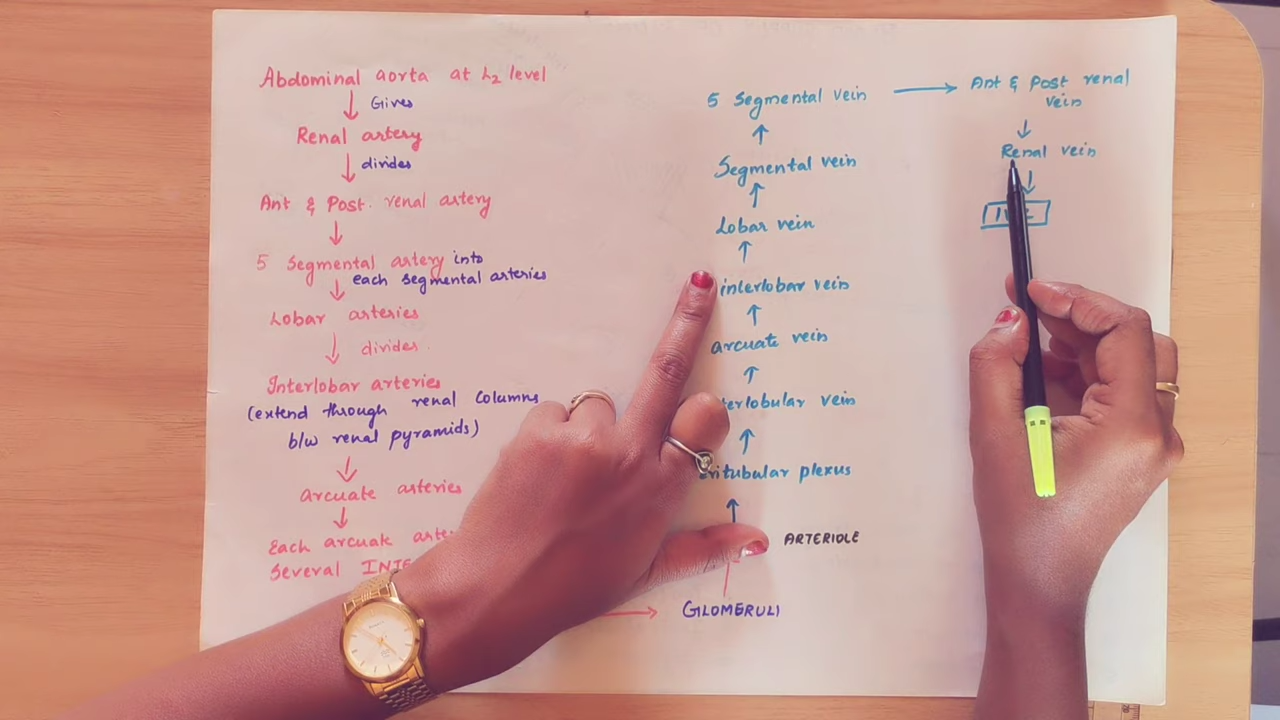 Abdominal aorta at L2 level
Gives
Renal artery
divides
Ant & Post. renal artery
5 Segmental artery into
each segmental arteries
Lobar arteries
divides
Interlobar arteries
(extend through renal columns
b/w renal pyramids)
arcuate arteries
Each arcuate
Several
GLOMERULI
ARTERIOLE
plexus
vein
arcuate vein
interlobar vein
Lobar vein
Segmental vein
5 Segmental vein
Ant & Post renal
vein
Renal vein